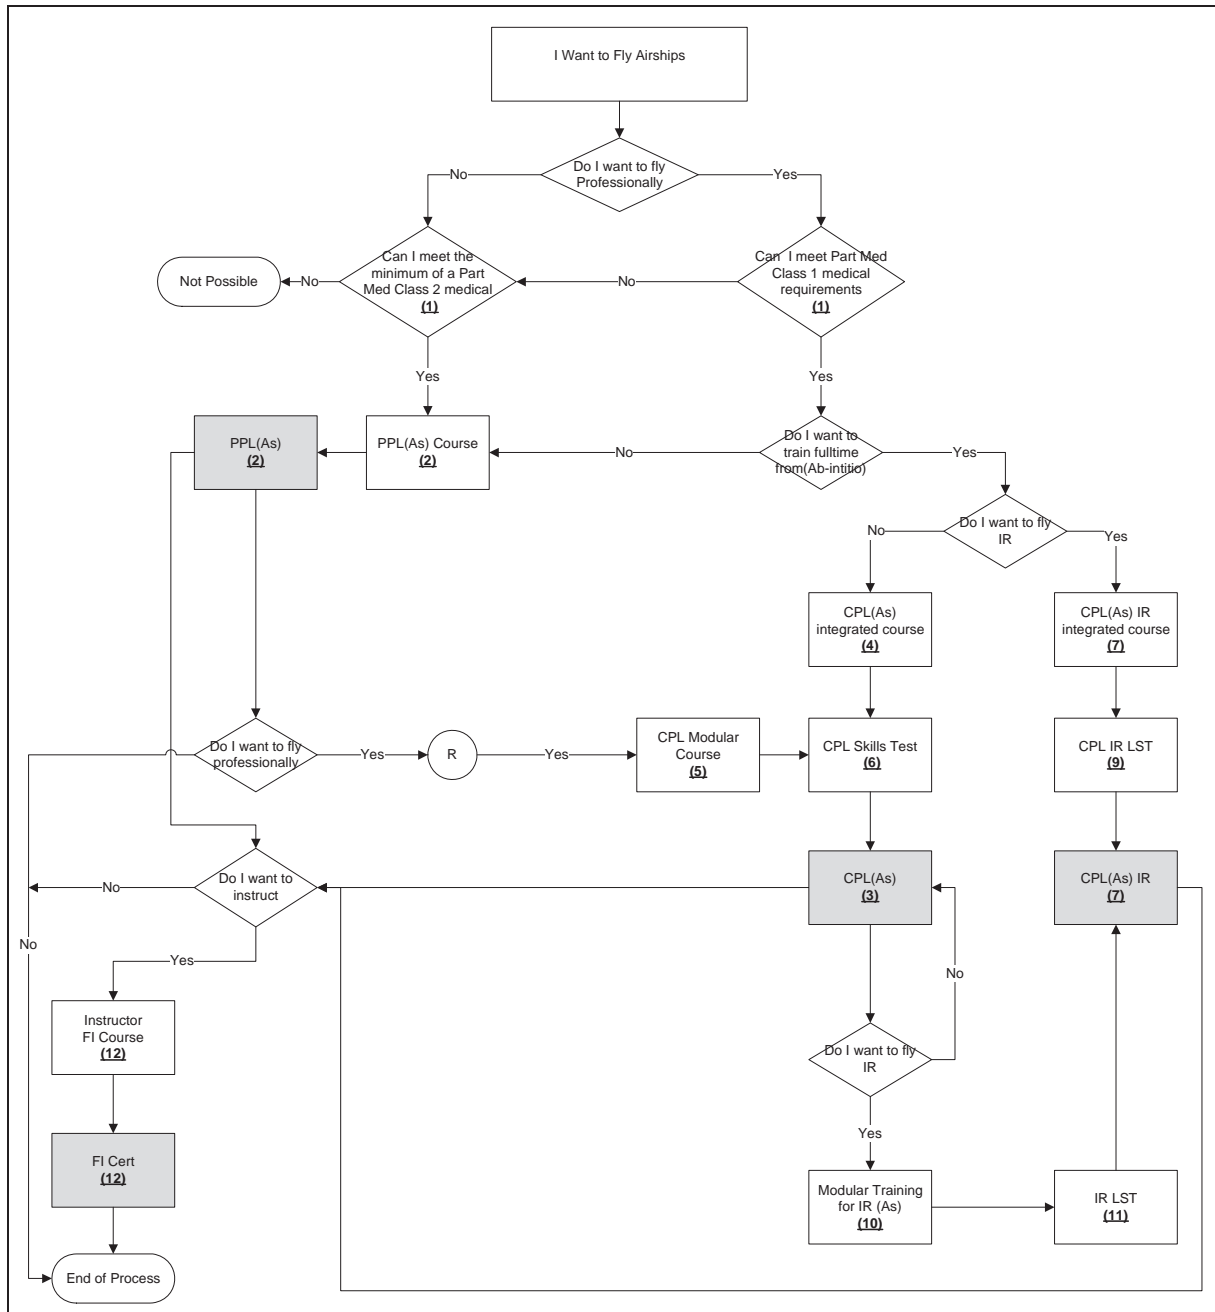 I Want to Fly Airships
Do I want to fly
Professionally
No
Yes
Can I meet the
minimum of a Part
Med Class 2 medical
(1)
Can I meet Part Med
Class 1 medical
requirements
(1)
Not Possible
No
No
Yes
Yes
PPL(As)
(2)
PPL(As) Course
(2)
No
Do I want to
train fulltime
from(Ab-intitio)
Yes
Do I want to fly
IR
No
Yes
CPL(As)
integrated course
(4)
CPL(As) IR
integrated course
(7)
Do I want to fly
professionally
Yes
R
Yes
CPL Modular
Course
(5)
CPL Skills Test
(6)
CPL IR LST
(9)
Do I want to
instruct
No
CPL(As)
(3)
CPL(As) IR
(7)
No
Yes
No
Instructor
FI Course
(12)
Do I want to fly
IR
Yes
FI Cert
(12)
Modular Training
for IR (As)
(10)
IR LST
(11)
End of Process